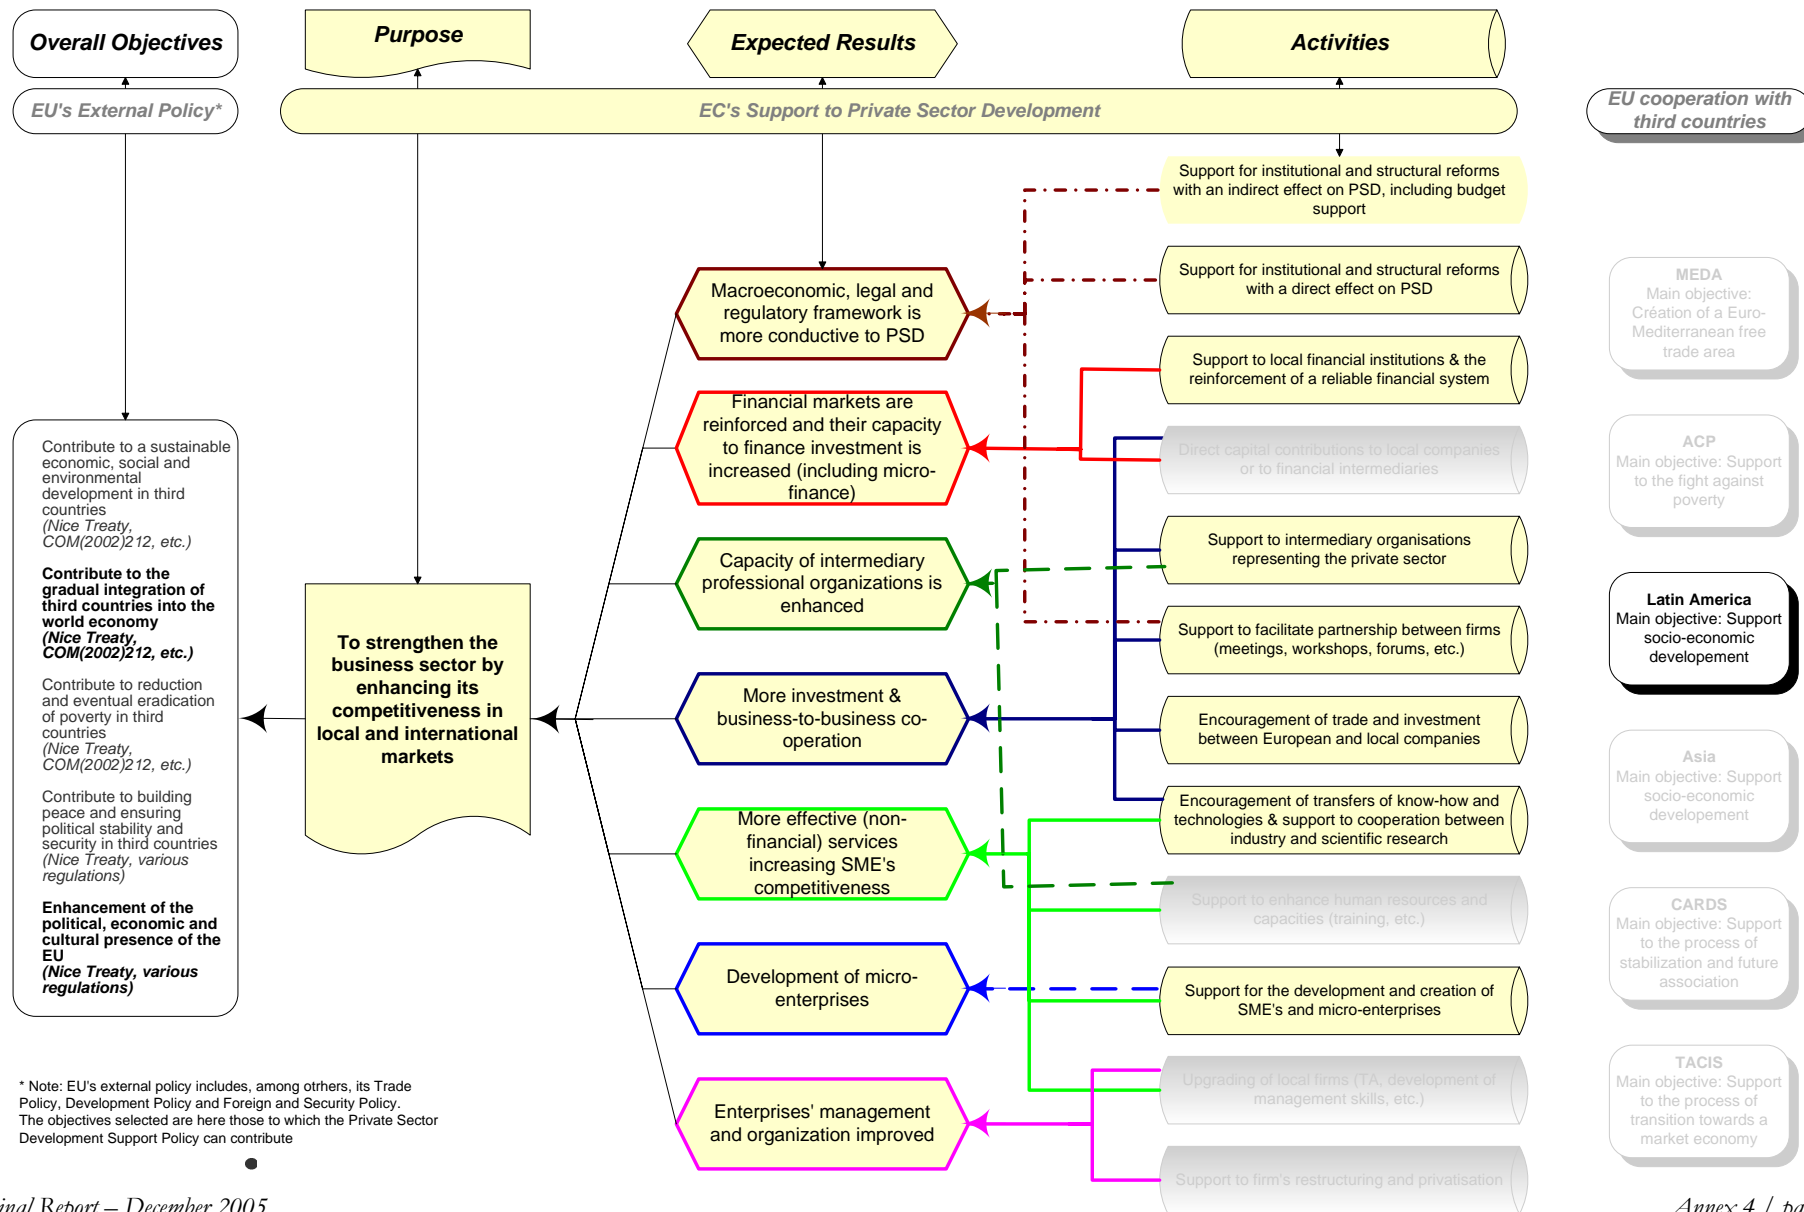 Overall Objectives
Purpose
Expected Results
Activities
EU's External Policy*
EC's Support to Private Sector Development
EU cooperation with
third countries
Contribute to a sustainable
economic, social and
environmental
development in third
countries
(Nice Treaty,
COM(2002)212, etc.)
Contribute to the
gradual integration of
third countries into the
world economy
(Nice Treaty,
COM(2002)212, etc.)
Contribute to reduction
and eventual eradication
of poverty in third
countries
(Nice Treaty,
COM(2002)212, etc.)
Contribute to building
peace and ensuring
political stability and
security in third countries
(Nice Treaty, various
regulations)
Enhancement of the
political, economic and
cultural presence of the
EU
(Nice Treaty, various
regulations)
To strengthen the
business sector by
enhancing its
competitiveness in
local and international
markets
Macroeconomic, legal and
regulatory framework is
more conductive to PSD
Financial markets are
reinforced and their capacity
to finance investment is
increased (including micro-
finance)
Capacity of intermediary
professional organizations is
enhanced
More investment &
business-to-business co-
operation
More effective (non-
financial) services
increasing SME's
competitiveness
Development of micro-
enterprises
Enterprises' management
and organization improved
Support for institutional and structural reforms
with an indirect effect on PSD, including budget
support
Support for institutional and structural reforms
with a direct effect on PSD
Support to local financial institutions & the
reinforcement of a reliable financial system
Direct capital contributions to local companies
or to financial intermediaries
Support to intermediary organisations
representing the private sector
Support to facilitate partnership between firms
(meetings, workshops, forums, etc.)
Encouragement of trade and investment
between European and local companies
Encouragement of transfers of know-how and
technologies & support to cooperation between
industry and scientific research
Support to enhance human resources and
capacities (training, etc.)
Support for the development and creation of
SME's and micro-enterprises
Upgrading of local firms (TA, development of
management skills, etc.)
Support to firm's restructuring and privatisation
MEDA
Main objective:
Création of a Euro-
Mediterranean free
trade area
ACP
Main objective: Support
to the fight against
poverty
Latin America
Main objective: Support
socio-economic
developement
Asia
Main objective: Support
socio-economic
developement
CARDS
Main objective: Support
to the process of
stabilization and future
association
TACIS
Main objective: Support
to the process of
transition towards a
market economy
* Note: EU's external policy includes, among others, its Trade
Policy, Development Policy and Foreign and Security Policy.
The objectives selected are here those to which the Private Sector
Development Support Policy can contribute
inal Report – December 2005
Annex 4 / pa